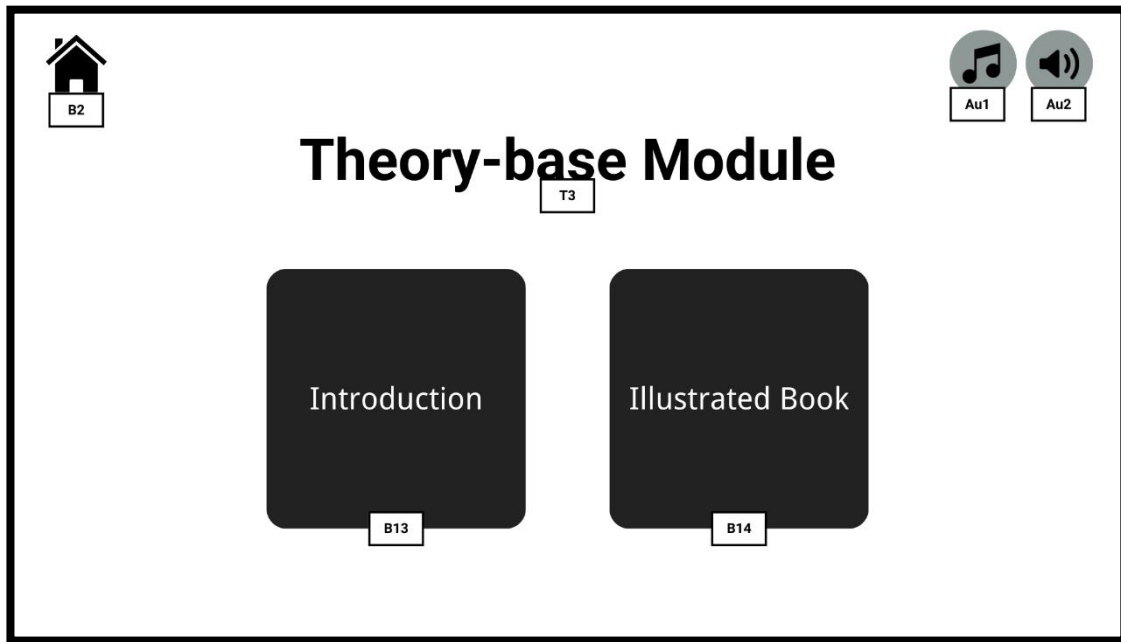 B2
Au1
Au2
Theory-base Module
T3
Introduction
Illustrated Book
B13
B14